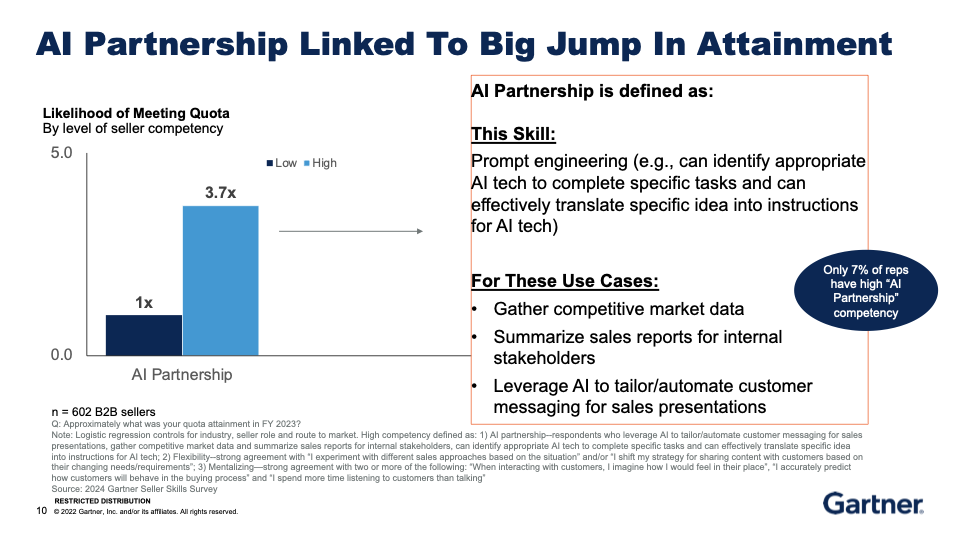 AI Partnership Linked To Big Jump In Attainment
Likelihood of Meeting Quota
By level of seller competency
5.0
Low High
3.7x
1x
0.0
AI Partnership
AI Partnership is defined as:
This Skill:
Prompt engineering (e.g., can identify appropriate
AI tech to complete specific tasks and can
effectively translate specific idea into instructions
for AI tech)
For These Use Cases:
• Gather competitive market data
• Summarize sales reports for internal
stakeholders
• Leverage AI to tailor/automate customer
messaging for sales presentations
Only 7% of reps
have high “AI
Partnership”
competency
n = 602 B2B sellers
Q: Approximately what was your quota attainment in FY 2023?
Note: Logistic regression controls for industry, seller role and route to market. High competency defined as: 1) AI partnership--respondents who leverage AI to tailor/automate customer messaging for sales
presentations, gather competitive market data and summarize sales reports for internal stakeholders, can identify appropriate AI tech to complete specific tasks and can effectively translate specific idea
into instructions for AI tech; 2) Flexibility--strong agreement with “I experiment with different sales approaches based on the situation” and/or “I shift my strategy for sharing content with customers based on
their changing needs/requirements”; 3) Mentalizing—strong agreement with two or more of the following: “When interacting with customers, I imagine how I would feel in their place”, “I accurately predict
how customers will behave in the buying process” and “I spend more time listening to customers than talking”
Source: 2024 Gartner Seller Skills Survey
RESTRICTED DISTRIBUTION
10 © 2022 Gartner, Inc. and/or its affiliates. All rights reserved.
Gartner